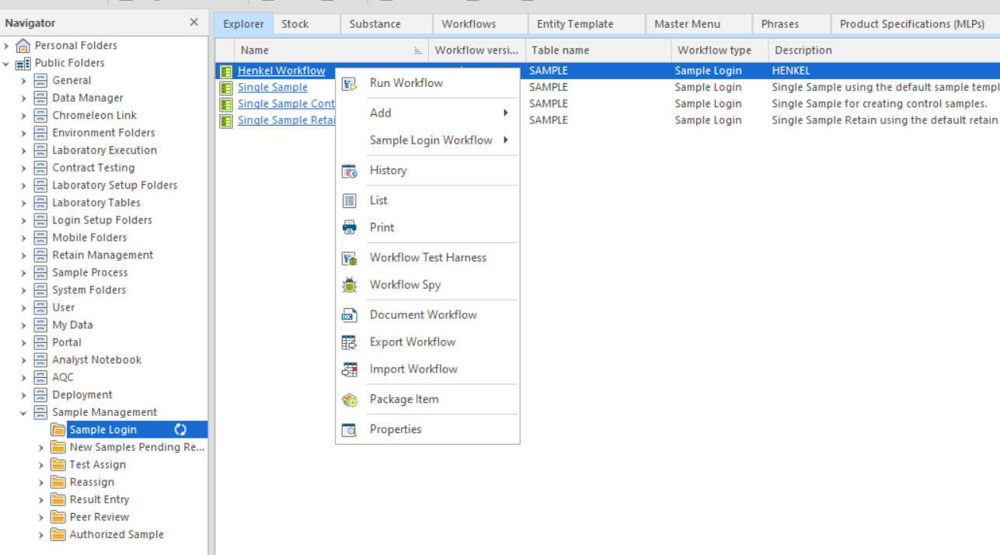 Navigator
Personal Folders
Public Folders
General
Data Manager
Chromeleon Link
Environment Folders
Laboratory Execution
Contract Testing
Laboratory Setup Folders
Laboratory Tables
Login Setup Folders
Mobile Folders
Retain Management
Sample Process
System Folders
User
My Data
Portal
Analyst Notebook
AQC
Deployment
Sample Management
Sample Login
New Samples Pending Re...
Test Assign
Reassign
Result Entry
Peer Review
Authorized Sample
Explorer Stock Substance Workflows Entity Template Master Menu Phrases Product Specifications (MLPs)
Name Workflow versi... Table name Workflow type Description
Henkel Workflow SAMPLE Sample Login HENKEL
Single Sample SAMPLE Sample Login Single Sample using the default sample templ
Single Sample Cont SAMPLE Sample Login Single Sample for creating control samples.
Single Sample Retai SAMPLE Sample Login Single Sample Retain using the default retain
Run Workflow
Add
Sample Login Workflow
History
List
Print
Workflow Test Harness
Workflow Spy
Document Workflow
Export Workflow
Import Workflow
Package Item
Properties